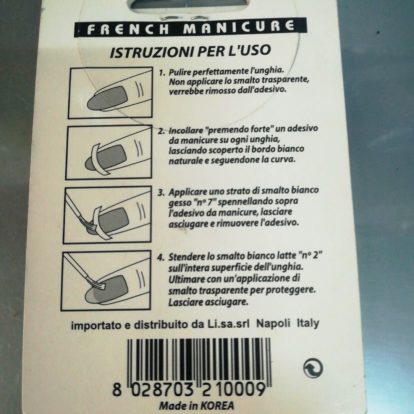 FRENCH MANICURE
ISTRUZIONI PER L'USO
1. Pulire perfettamente l'unghia.
Non applicare lo smalto trasparente,
verrebbe rimosso dall'adesivo.
2. Incollare "premendo forte" un adesivo
da manicure su ogni unghia,
lasciando scoperto il bordo bianco
naturale e seguendone la curva.
3. Applicare uno strato di smalto bianco
gesso "n° 7" spennellando sopra
l'adesivo da manicure, lasciare
asciugare e rimuovere l'adesivo.
4. Stendere lo smalto bianco latte "n° 2"
sull'intera superficie dell'unghia.
Ultimare con un'applicazione di
smalto trasparente per proteggere.
Lasciare asciugare.
importato e distribuito da Li.sa.srl Napoli Italy
8 028703 210009
Made in KOREA